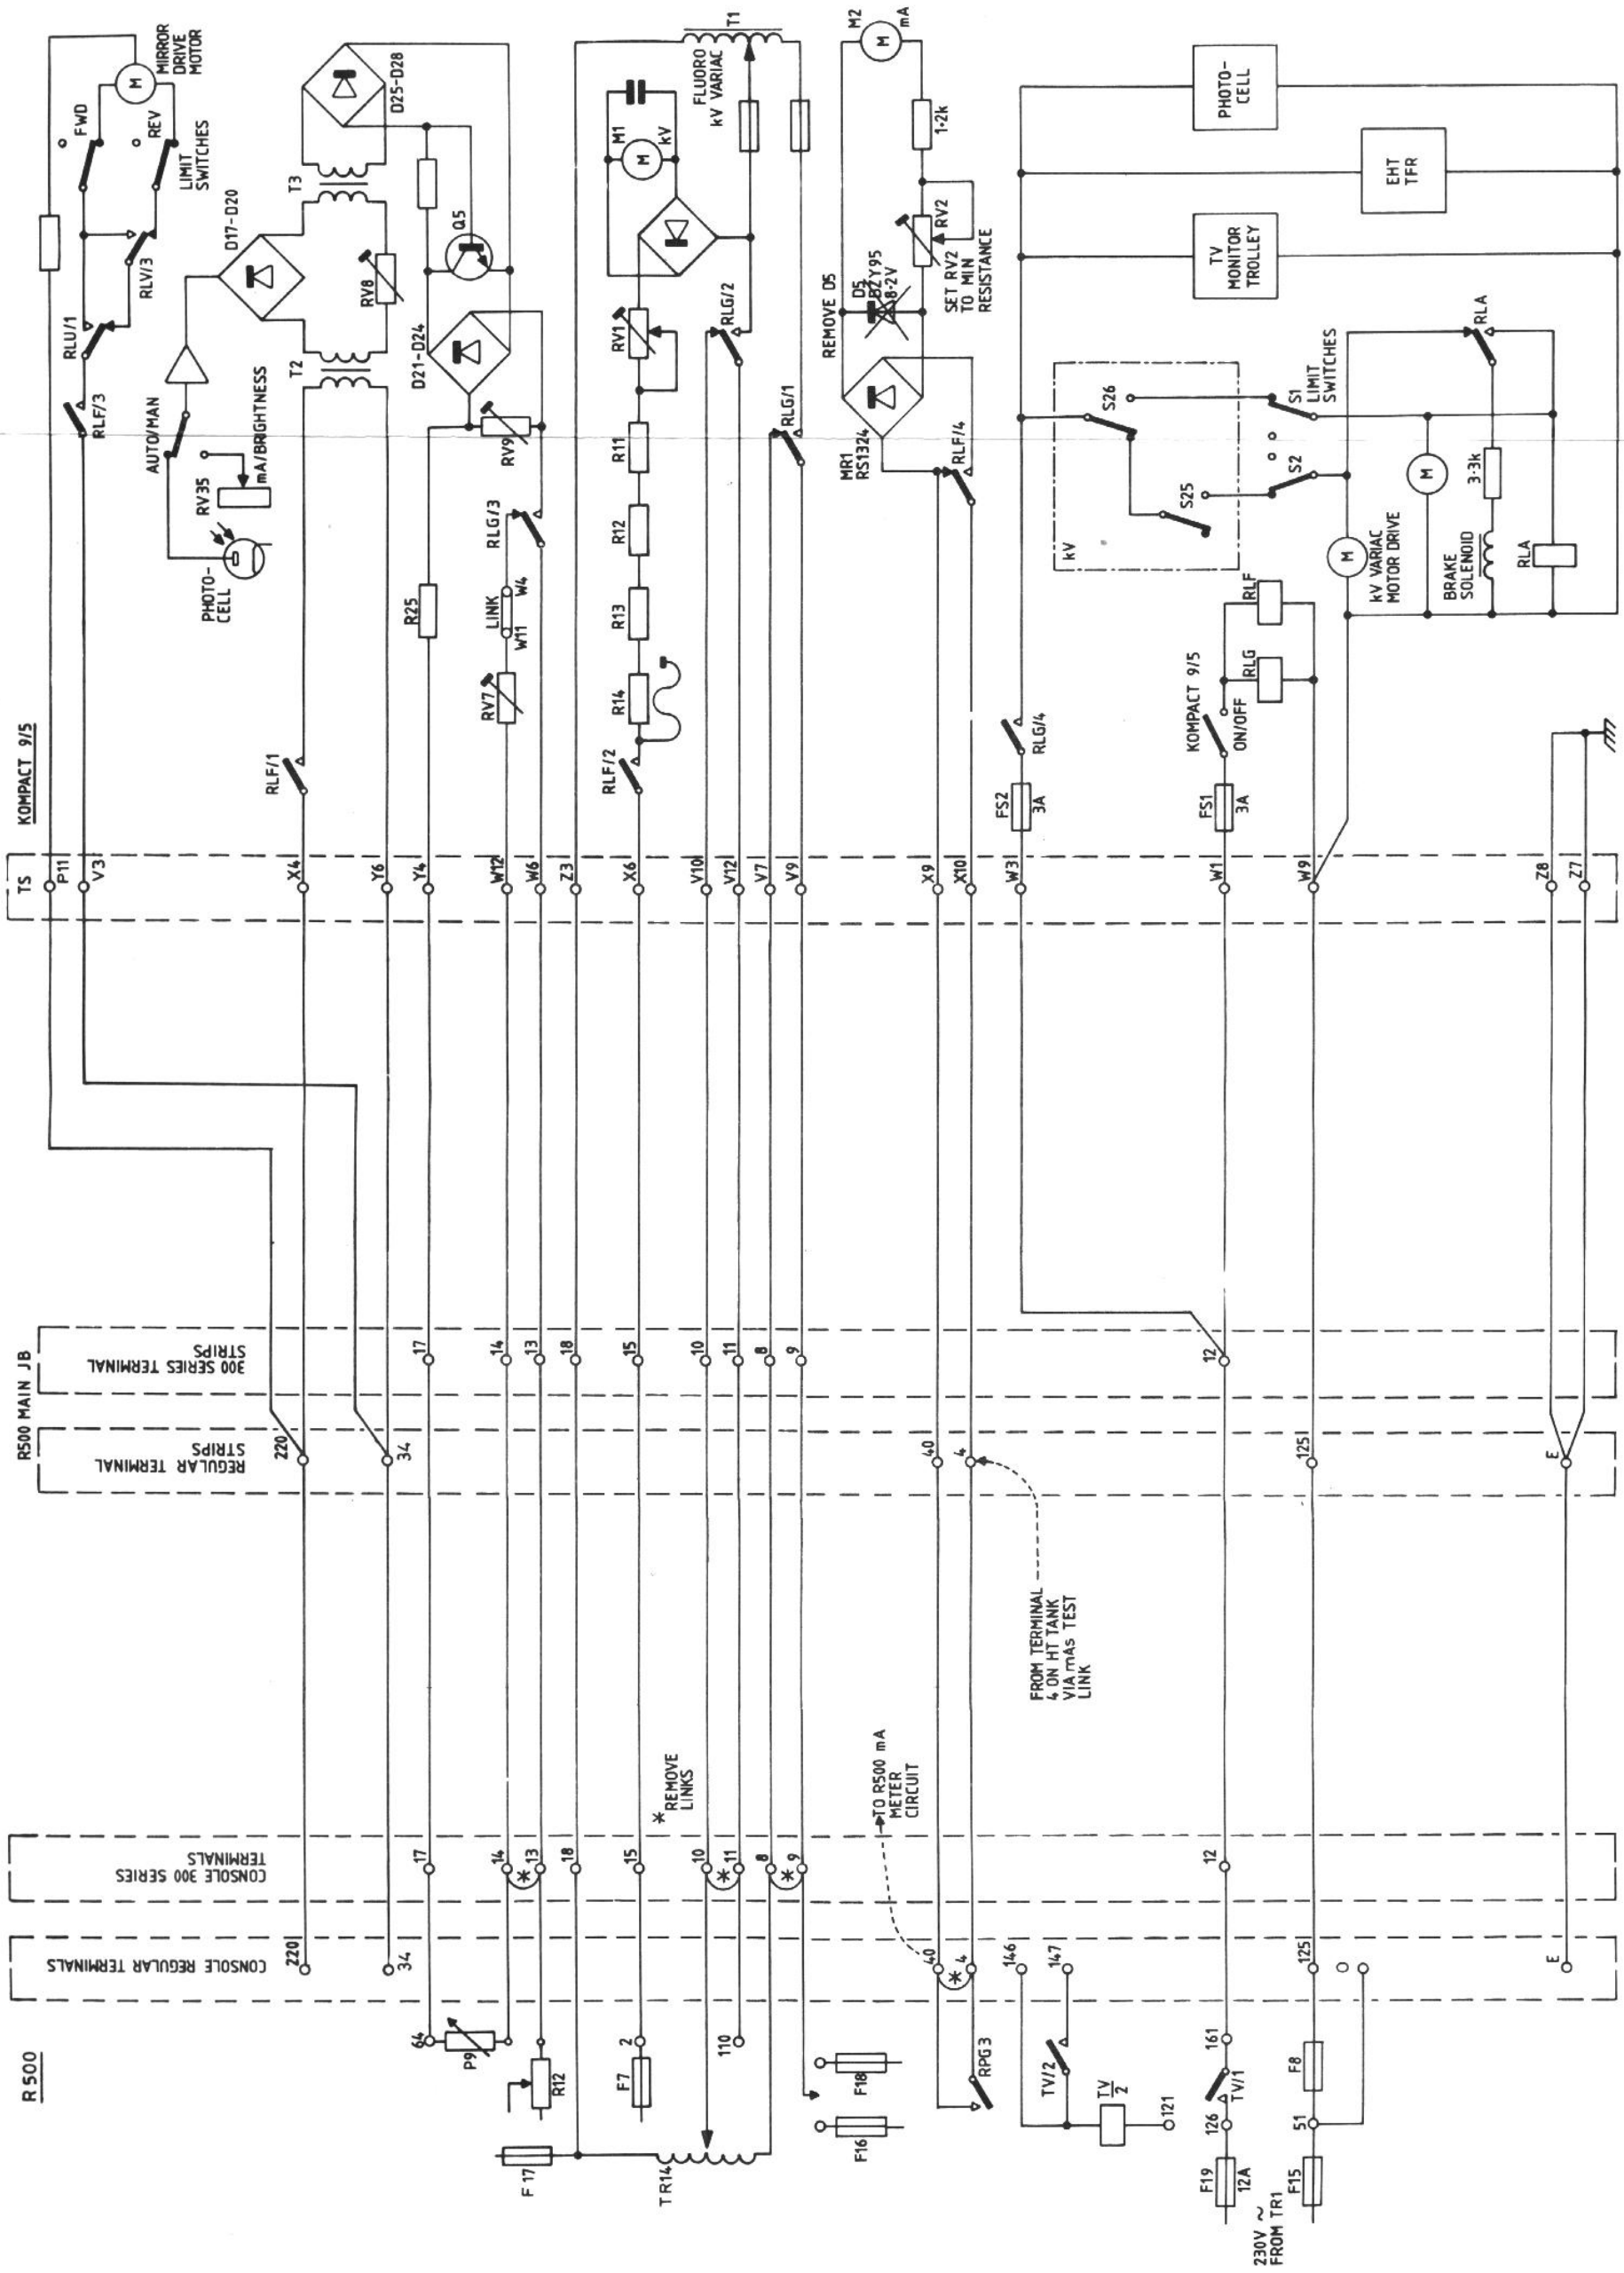 KOMPACT 9/5
TS
P11
V3
X4
Y6
Y4
W12
W6
Z3
X6
V10
V12
V7
V9
X9
X10
W3
W1
W9
Z8
Z7
MIRROR
DRIVE
MOTOR
M
FWD
REV
LIMIT
SWITCHES
RLU/1
RLV/3
RLF/3
AUTO/MAN
RV35
mA/BRIGHTNESS
PHOTO-
CELL
D17-D20
T3
T2
RV8
D25-D28
Q5
D21-D24
RV9
R25
RLF/1
RLG/3
LINK
W11
W4
RV7
RLF/2
R14
R13
R12
R11
RV1
M1
M
kV
FLUORO
kV VARIAC
T1
RLG/2
RLG/1
M2
M
mA
1·2k
RV2
SET RV2
TO MIN
RESISTANCE
REMOVE D5
D5
BZY95
8·2V
MR1
RS1324
RLF/4
FS2
3A
RLG/4
KOMPACT 9/5
ON/OFF
FS1
3A
RLG
RLF
kV
S25
S26
S2
S1
LIMIT
SWITCHES
M
kV VARIAC
MOTOR DRIVE
M
BRAKE
SOLENOID
3·3k
RLA
RLA
TV
MONITOR
TROLLEY
EHT
TFR
PHOTO-
CELL
R500 MAIN JB
300 SERIES TERMINAL
STRIPS
17
14
13
18
15
10
11
8
9
12
REGULAR TERMINAL
STRIPS
220
34
40
4
125
E
FROM TERMINAL
4 ON HT TANK
VIA mAs TEST
LINK
TO R500 mA
METER
CIRCUIT
* REMOVE
LINKS
CONSOLE 300 SERIES
TERMINALS
17
14
*
13
18
15
10
*
11
8
*
9
12
CONSOLE REGULAR TERMINALS
220
34
40
*
4
146
147
125
O
E
R500
64
P9
R12
2
F7
110
F17
TR14
F18
F16
RPG3
TV/2
TV
2
121
161
TV/1
126
F19
12A
F8
51
F15
230V ~
FROM TR1